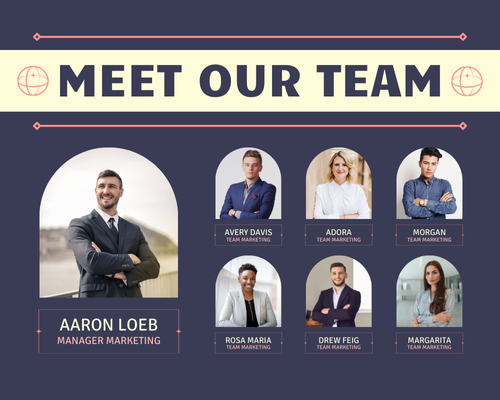 MEET OUR TEAM
AARON LOEB
MANAGER MARKETING
AVERY DAVIS
TEAM MARKETING
ADORA
TEAM MARKETING
MORGAN
TEAM MARKETING
ROSA MARIA
TEAM MARKETING
DREW FEIG
TEAM MARKETING
MARGARITA
TEAM MARKETING